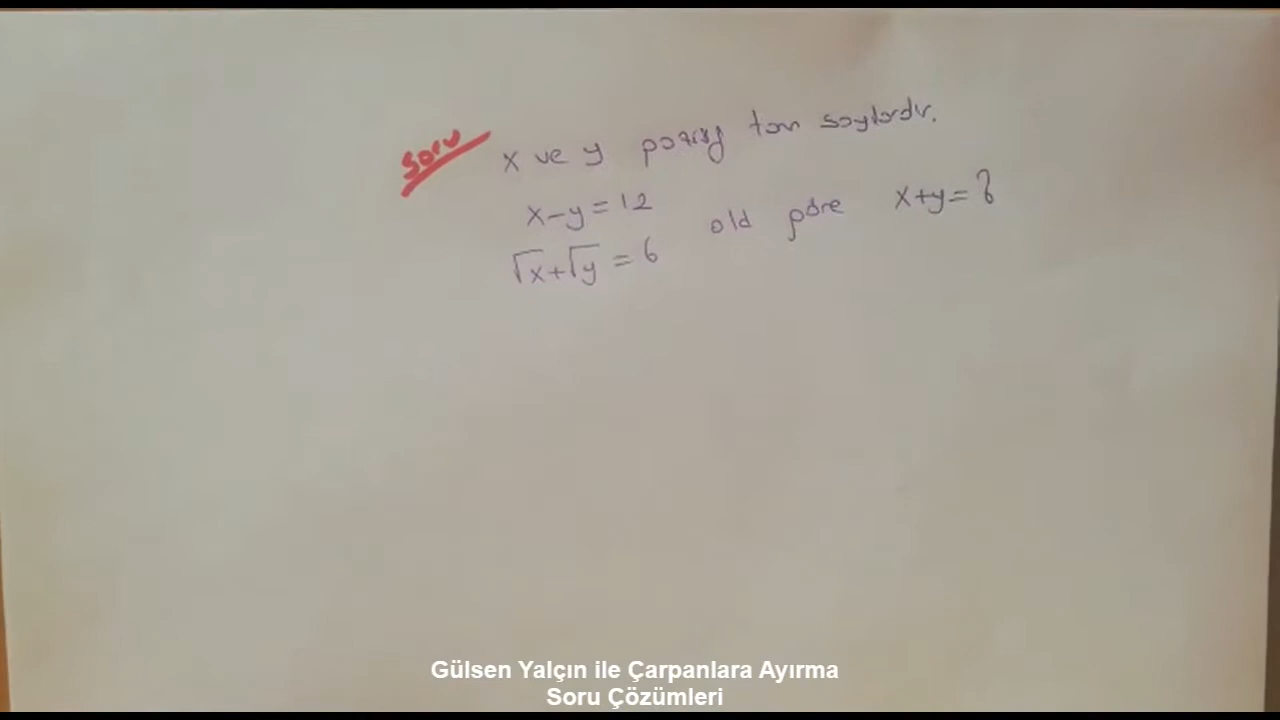 Soru
x ve y pozitif tam sayılardır.
x-y=12
old göre x+y=?
√x+√y=6
Gülsen Yalçın ile Çarpanlara Ayırma
Soru Çözümleri